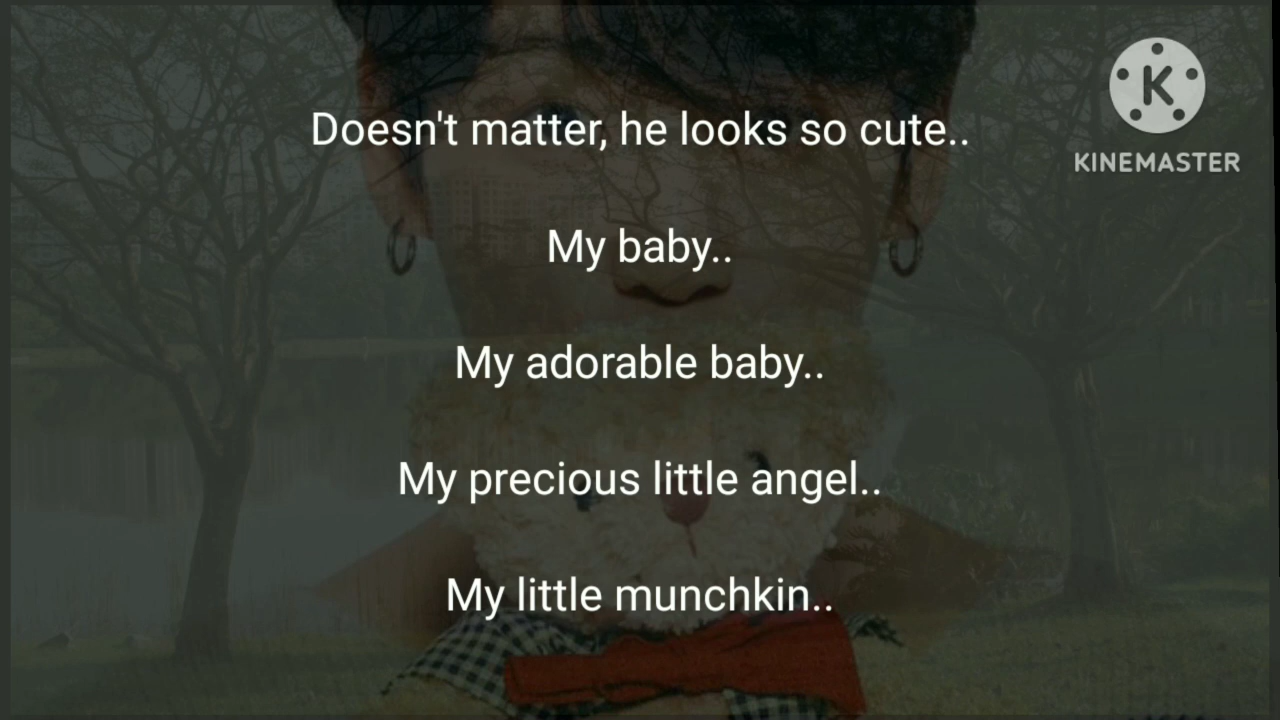 Doesn't matter, he looks so cute..
My baby..
My adorable baby..
My precious little angel..
My little munchkin..
K
KINEMASTER